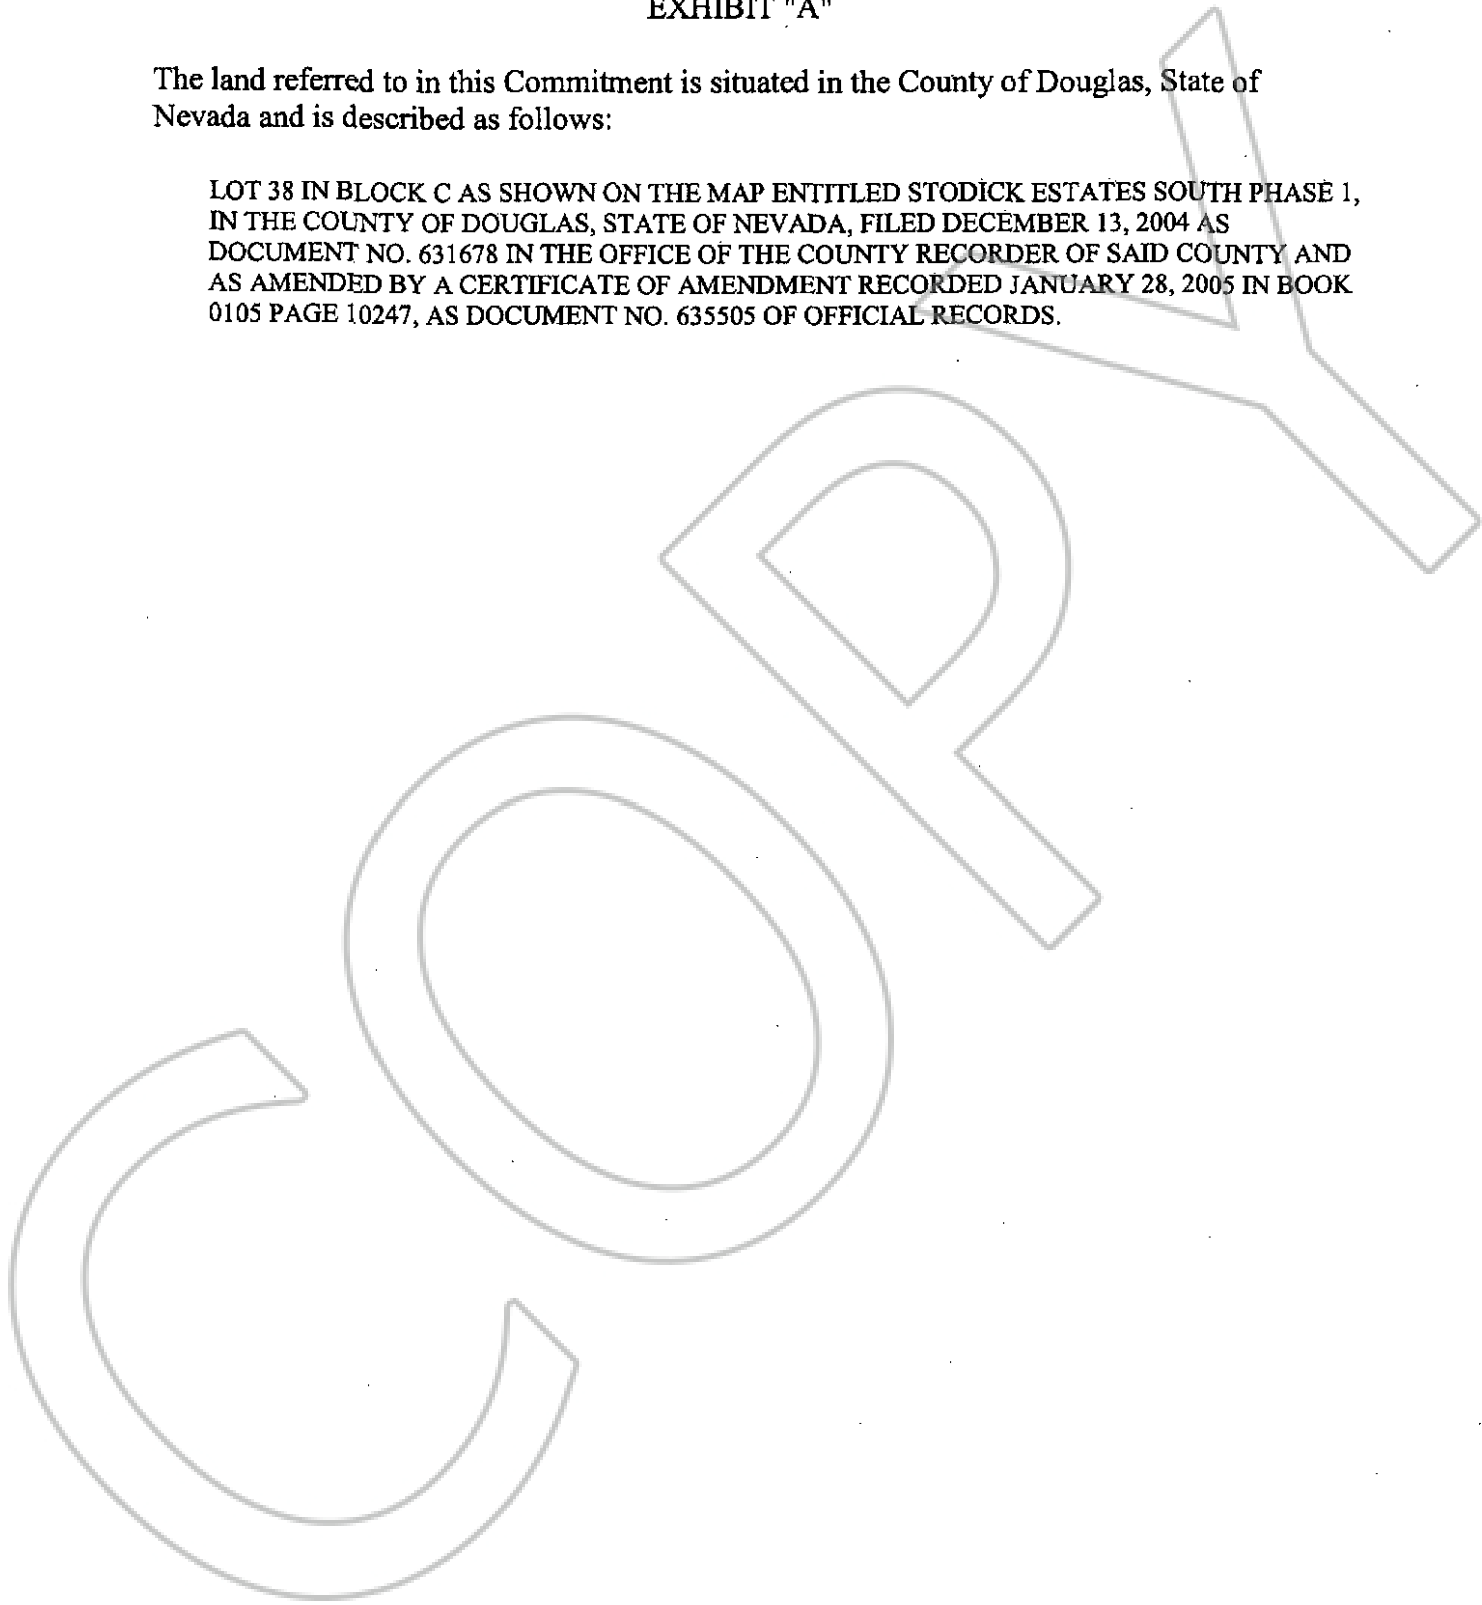 EXHIBIT "A"
The land referred to in this Commitment is situated in the County of Douglas, State of
Nevada and is described as follows:
LOT 38 IN BLOCK C AS SHOWN ON THE MAP ENTITLED STODICK ESTATES SOUTH PHASE 1,
IN THE COUNTY OF DOUGLAS, STATE OF NEVADA, FILED DECEMBER 13, 2004 AS
DOCUMENT NO. 631678 IN THE OFFICE OF THE COUNTY RECORDER OF SAID COUNTY AND
AS AMENDED BY A CERTIFICATE OF AMENDMENT RECORDED JANUARY 28, 2005 IN BOOK
0105 PAGE 10247, AS DOCUMENT NO. 635505 OF OFFICIAL RECORDS.
COPY